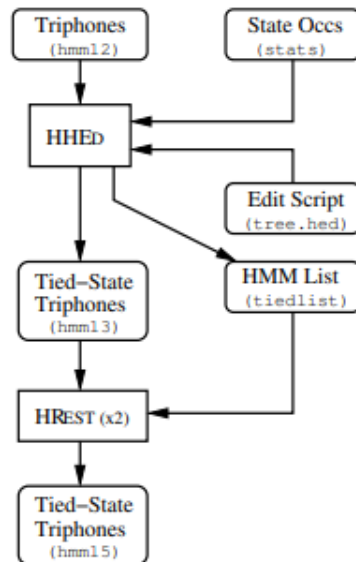 Triphones
(hmm12)
State Occs
(stats)
HHED
Edit Script
(tree.hed)
Tied-State
Triphones
(hmm13)
HMM List
(tiedlist)
HREST (x2)
Tied-State
Triphones
(hmm15)